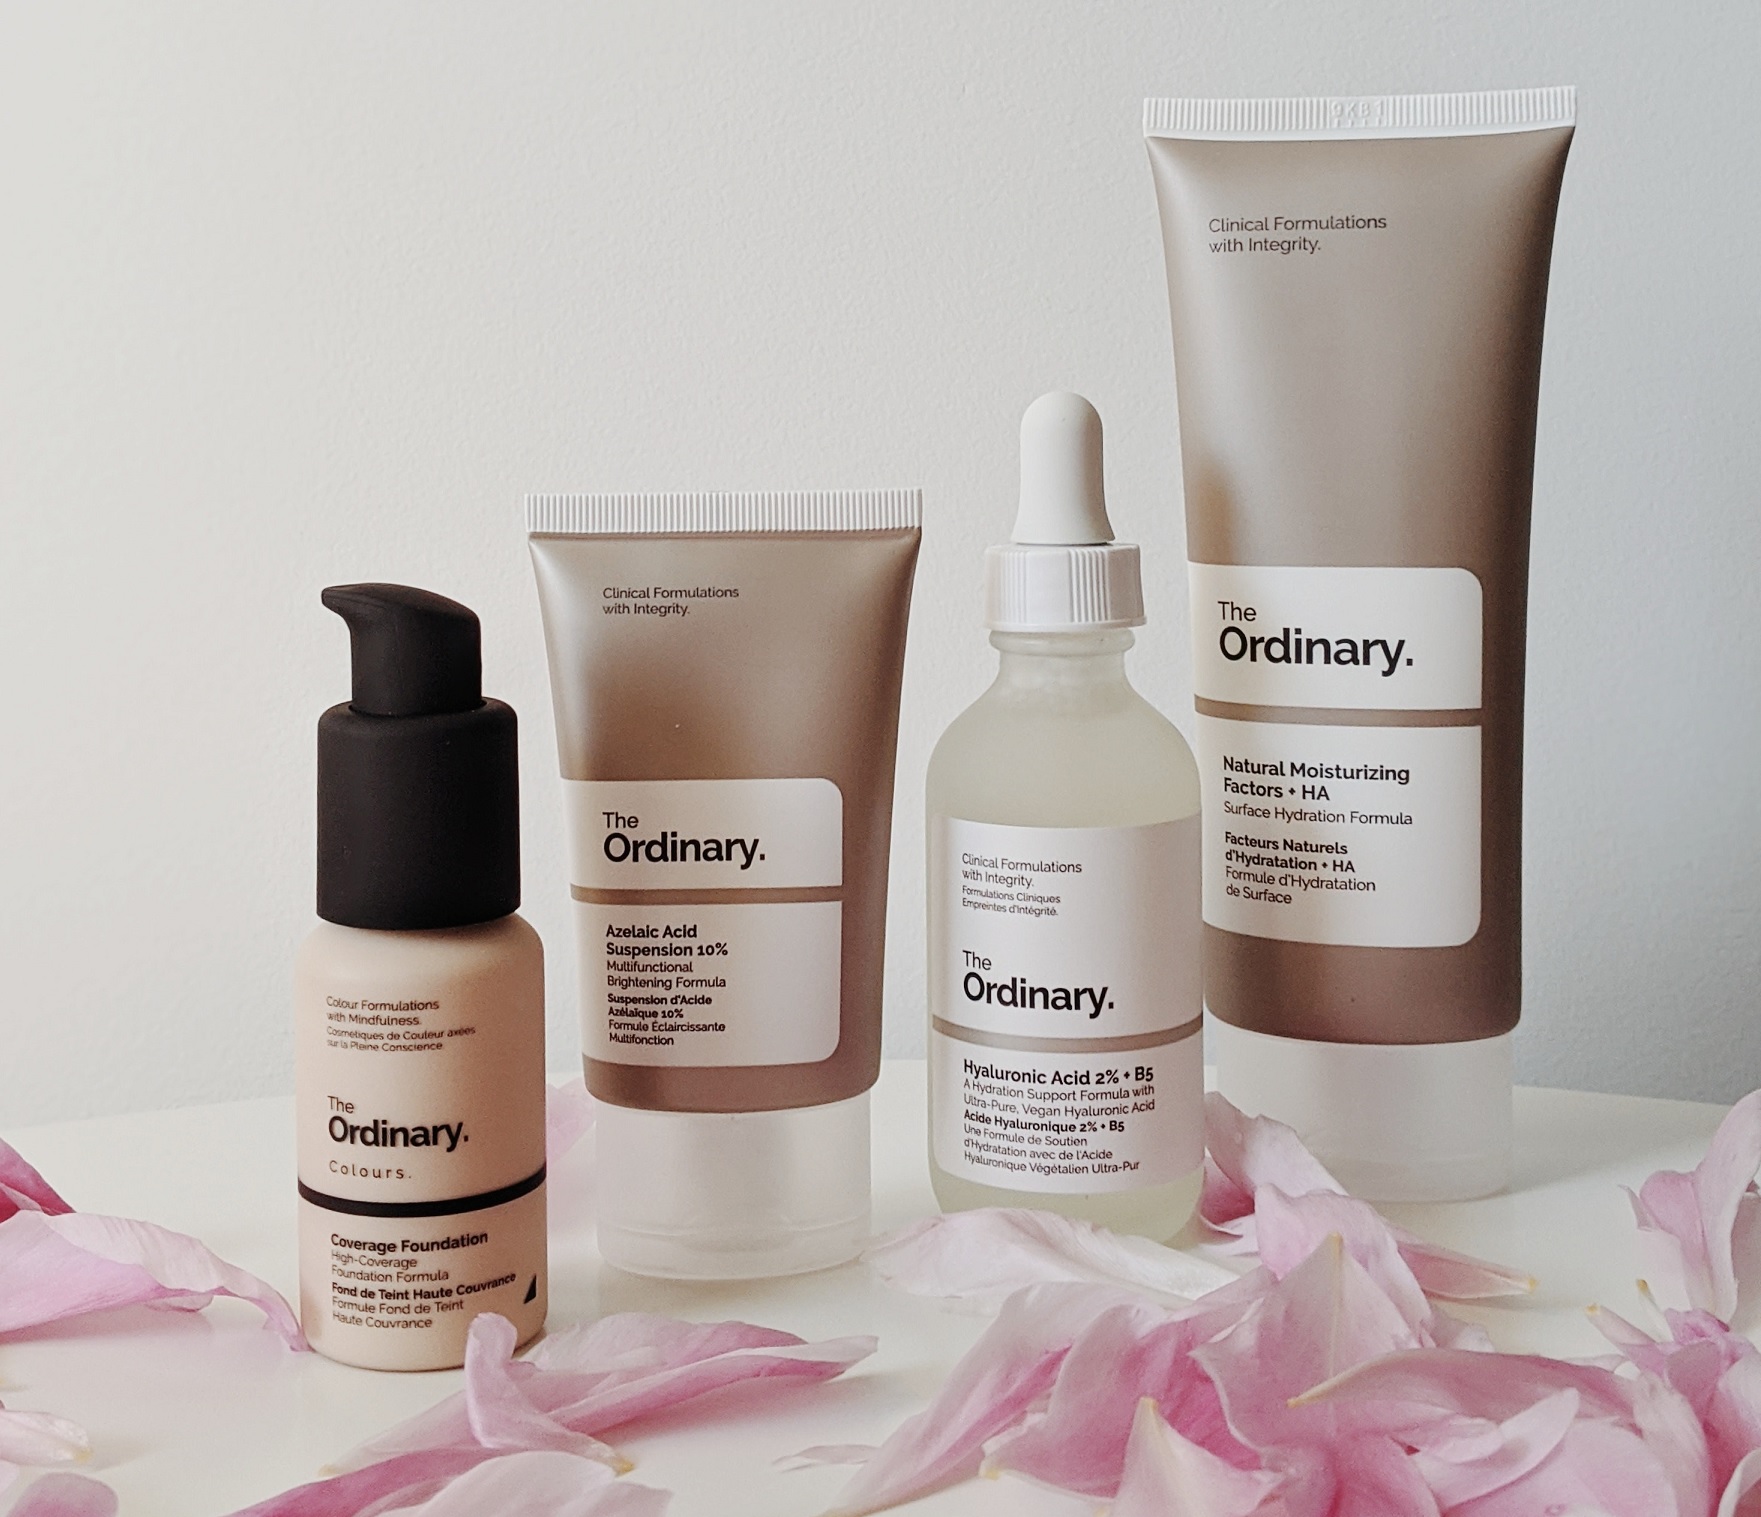 Colour Formulations
with Mindfulness.
Cosmétiques de Couleur axées
sur la Pleine Conscience.
The
Ordinary.
Colours.
Coverage Foundation
High-Coverage
Foundation Formula
Fond de Teint Haute Couvrance
Formule Fond de Teint
Haute Couvrance
Clinical Formulations
with Integrity.
The
Ordinary.
Azelaic Acid
Suspension 10%
Multifunctional
Brightening Formula
Suspension d'Acide
Azélaïque 10%
Formule Éclaircissante
Multifonction
Clinical Formulations
with Integrity.
Formulations Cliniques
Empreintes d'Intégrité.
The
Ordinary.
Hyaluronic Acid 2% + B5
A Hydration Support Formula with
Ultra-Pure, Vegan Hyaluronic Acid
Acide Hyaluronique 2% + B5
Une Formule de Soutien
d'Hydratation avec de l'Acide
Hyaluronique Végétalien Ultra-Pur
Clinical Formulations
with Integrity.
The
Ordinary.
Natural Moisturizing
Factors + HA
Surface Hydration Formula
Facteurs Naturels
d'Hydratation + HA
Formule d'Hydratation
de Surface